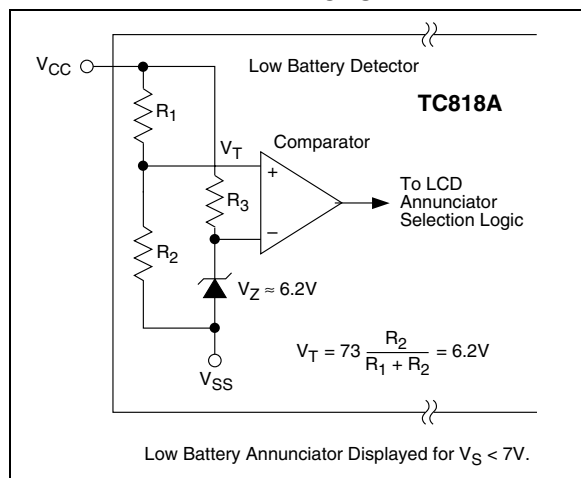 Low Battery Detector
V_CC
TC818A
R_1
Comparator
V_T
+
R_3
To LCD
Annunciator
Selection Logic
–
R_2
V_Z ≈ 6.2V
V_T = 73 R_2 / (R_1 + R_2) = 6.2V
V_SS
Low Battery Annunciator Displayed for V_S < 7V.